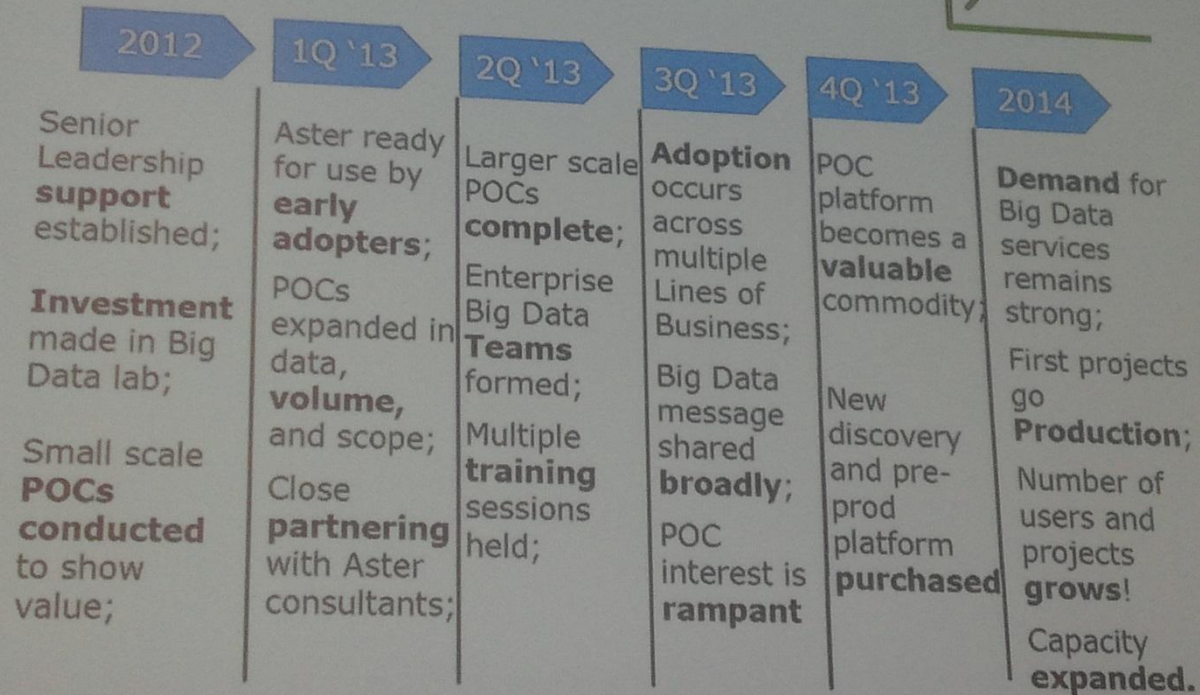 2012
Senior
Leadership
support
established;
Investment
made in Big
Data lab;
Small scale
POCs
conducted
to show
value;
1Q `13
Aster ready
for use by
early
adopters;
POCs
expanded in
data,
volume,
and scope;
Close
partnering
with Aster
consultants;
2Q `13
Larger scale
POCs
complete;
Enterprise
Big Data
Teams
formed;
Multiple
training
sessions
held;
3Q `13
Adoption
occurs
across
multiple
Lines of
Business;
Big Data
message
shared
broadly;
POC
interest is
rampant
4Q `13
POC
platform
becomes a
valuable
commodity;
New
discovery
and pre-
prod
platform
purchased
2014
Demand for
Big Data
services
remains
strong;
First projects
go
Production;
Number of
users and
projects
grows!
Capacity
expanded.